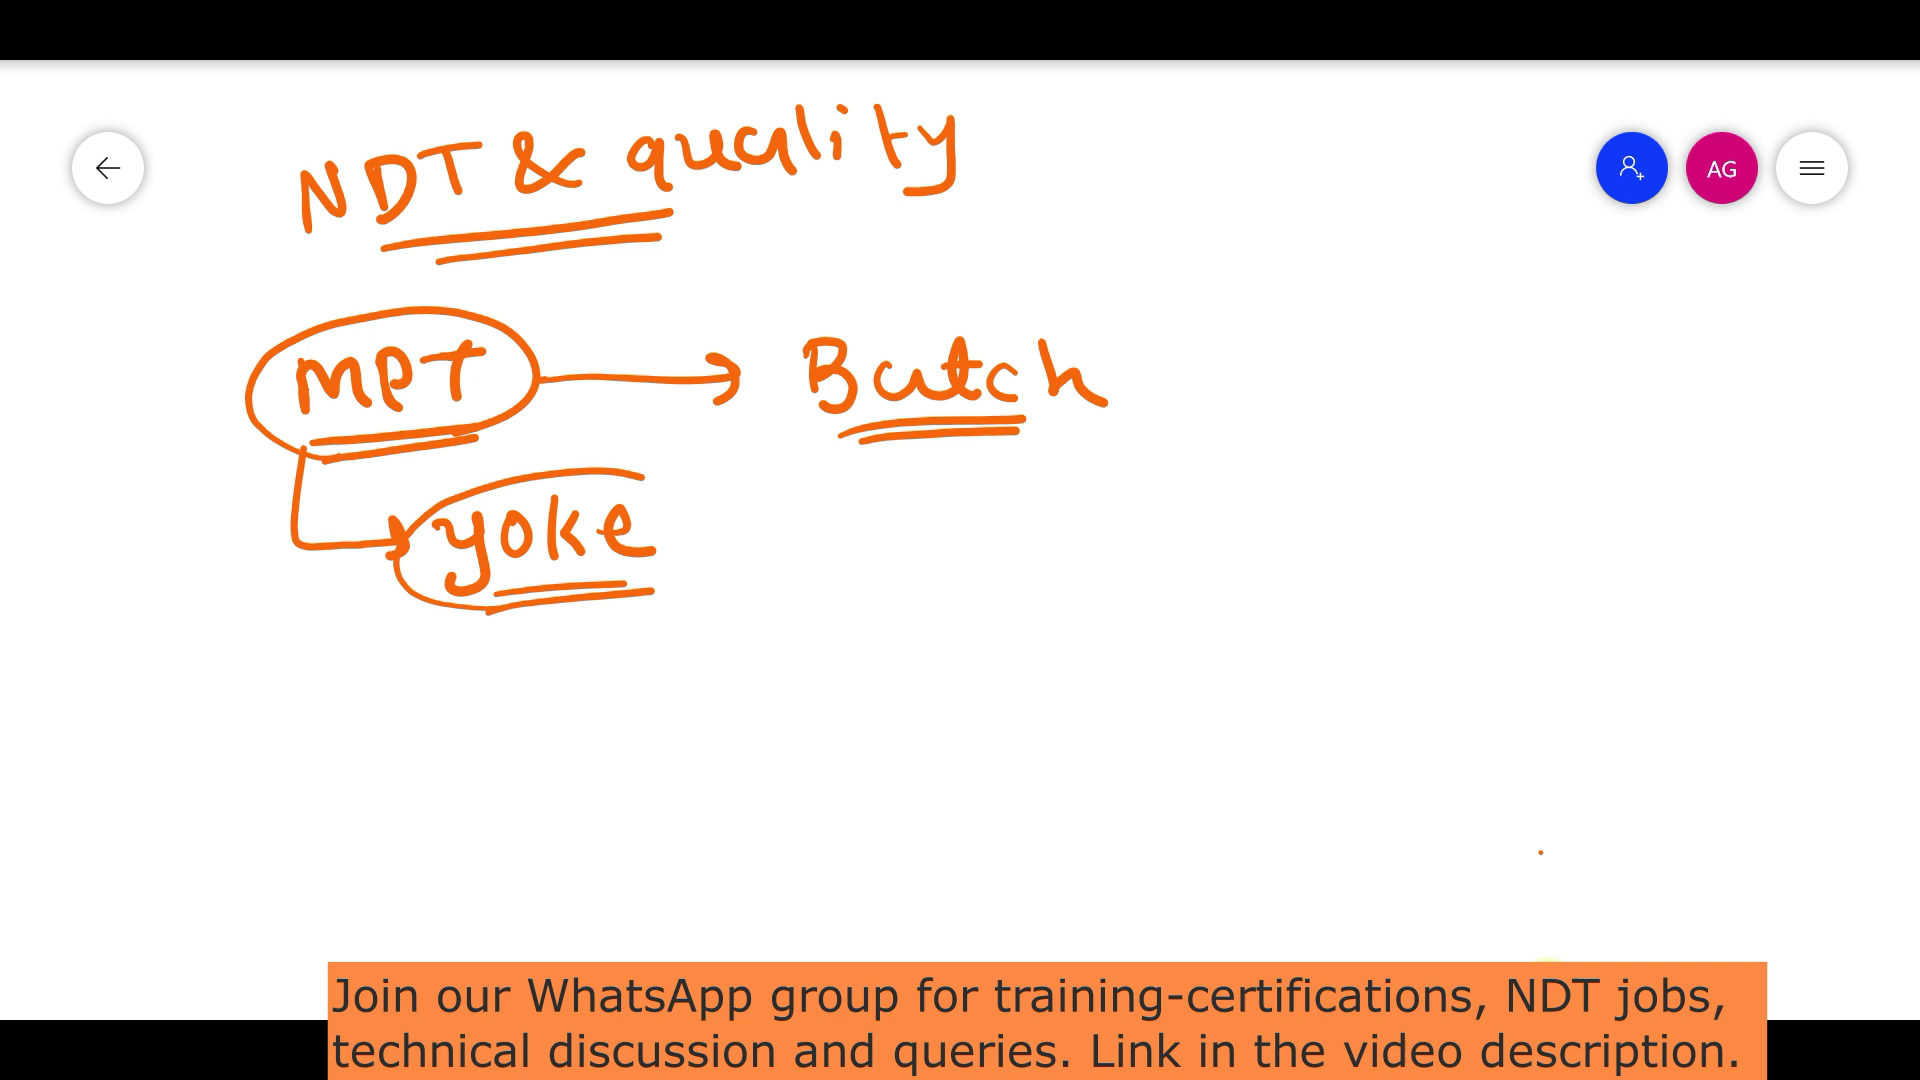 NDT & quality
AG
MPT → Batch
yoke
Join our WhatsApp group for training-certifications, NDT jobs,
technical discussion and queries. Link in the video description.